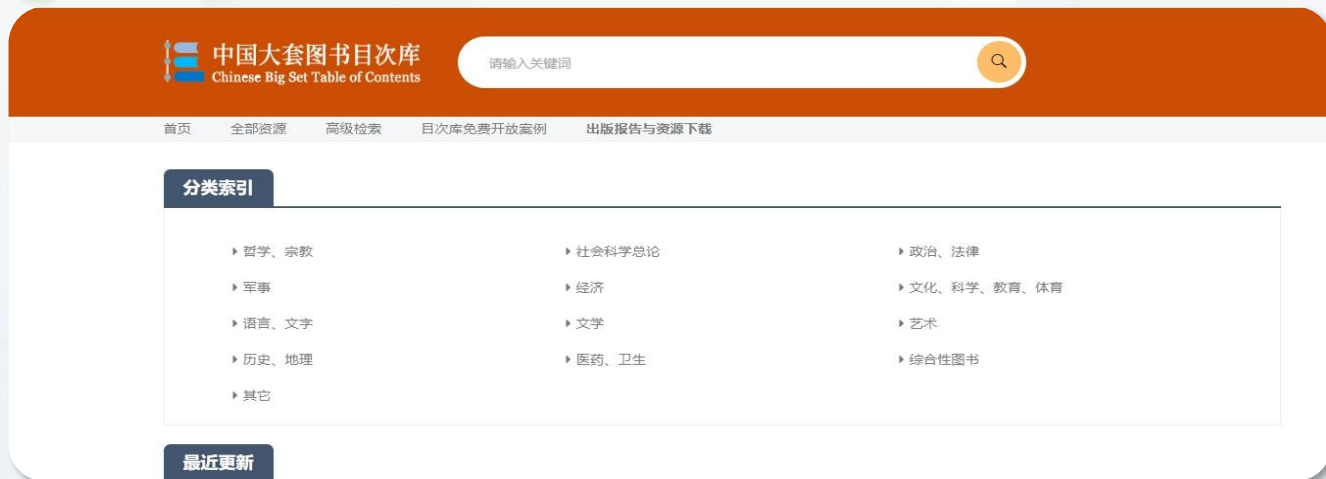 中国大套图书目次库
Chinese Big Set Table of Contents
请输入关键词
首页 全部资源 高级检索 目次库免费开放案例 出版报告与资源下载
分类索引
哲学、宗教 社会科学总论 政治、法律
军事 经济 文化、科学、教育、体育
语言、文字 文学 艺术
历史、地理 医药、卫生 综合性图书
其它
最近更新